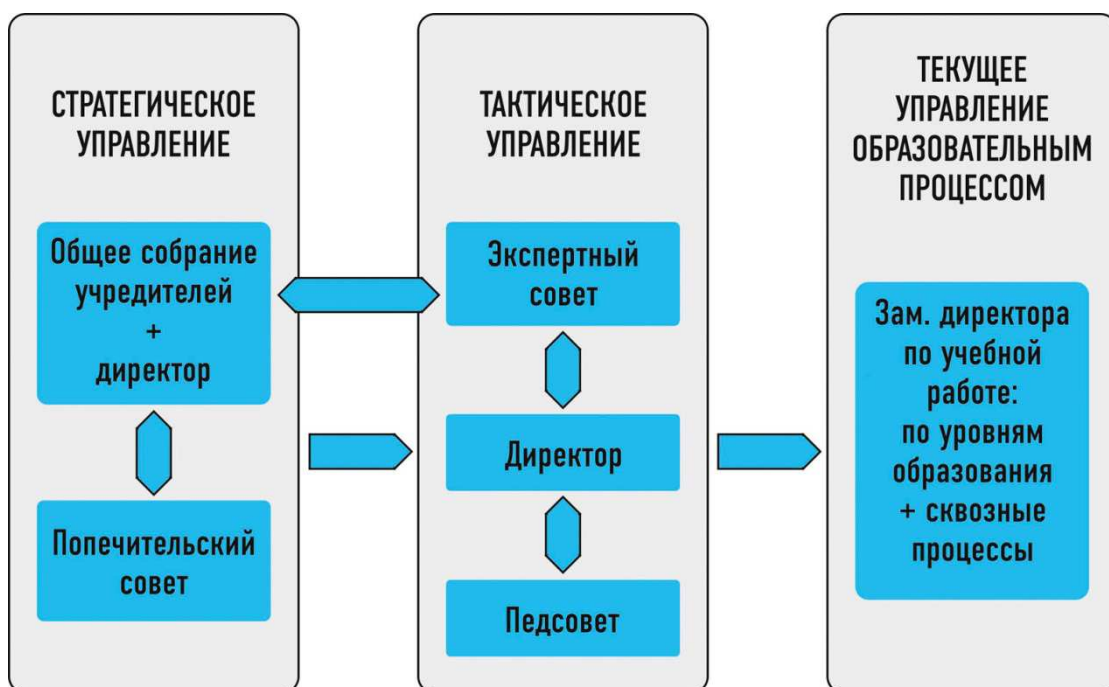 СТРАТЕГИЧЕСКОЕ
УПРАВЛЕНИЕ
Общее собрание
учредителей
+
директор
Попечительский
совет
ТАКТИЧЕСКОЕ
УПРАВЛЕНИЕ
Экспертный
совет
Директор
Педсовет
ТЕКУЩЕЕ
УПРАВЛЕНИЕ
ОБРАЗОВАТЕЛЬНЫМ
ПРОЦЕССОМ
Зам. директора
по учебной
работе:
по уровням
образования
+ сквозные
процессы